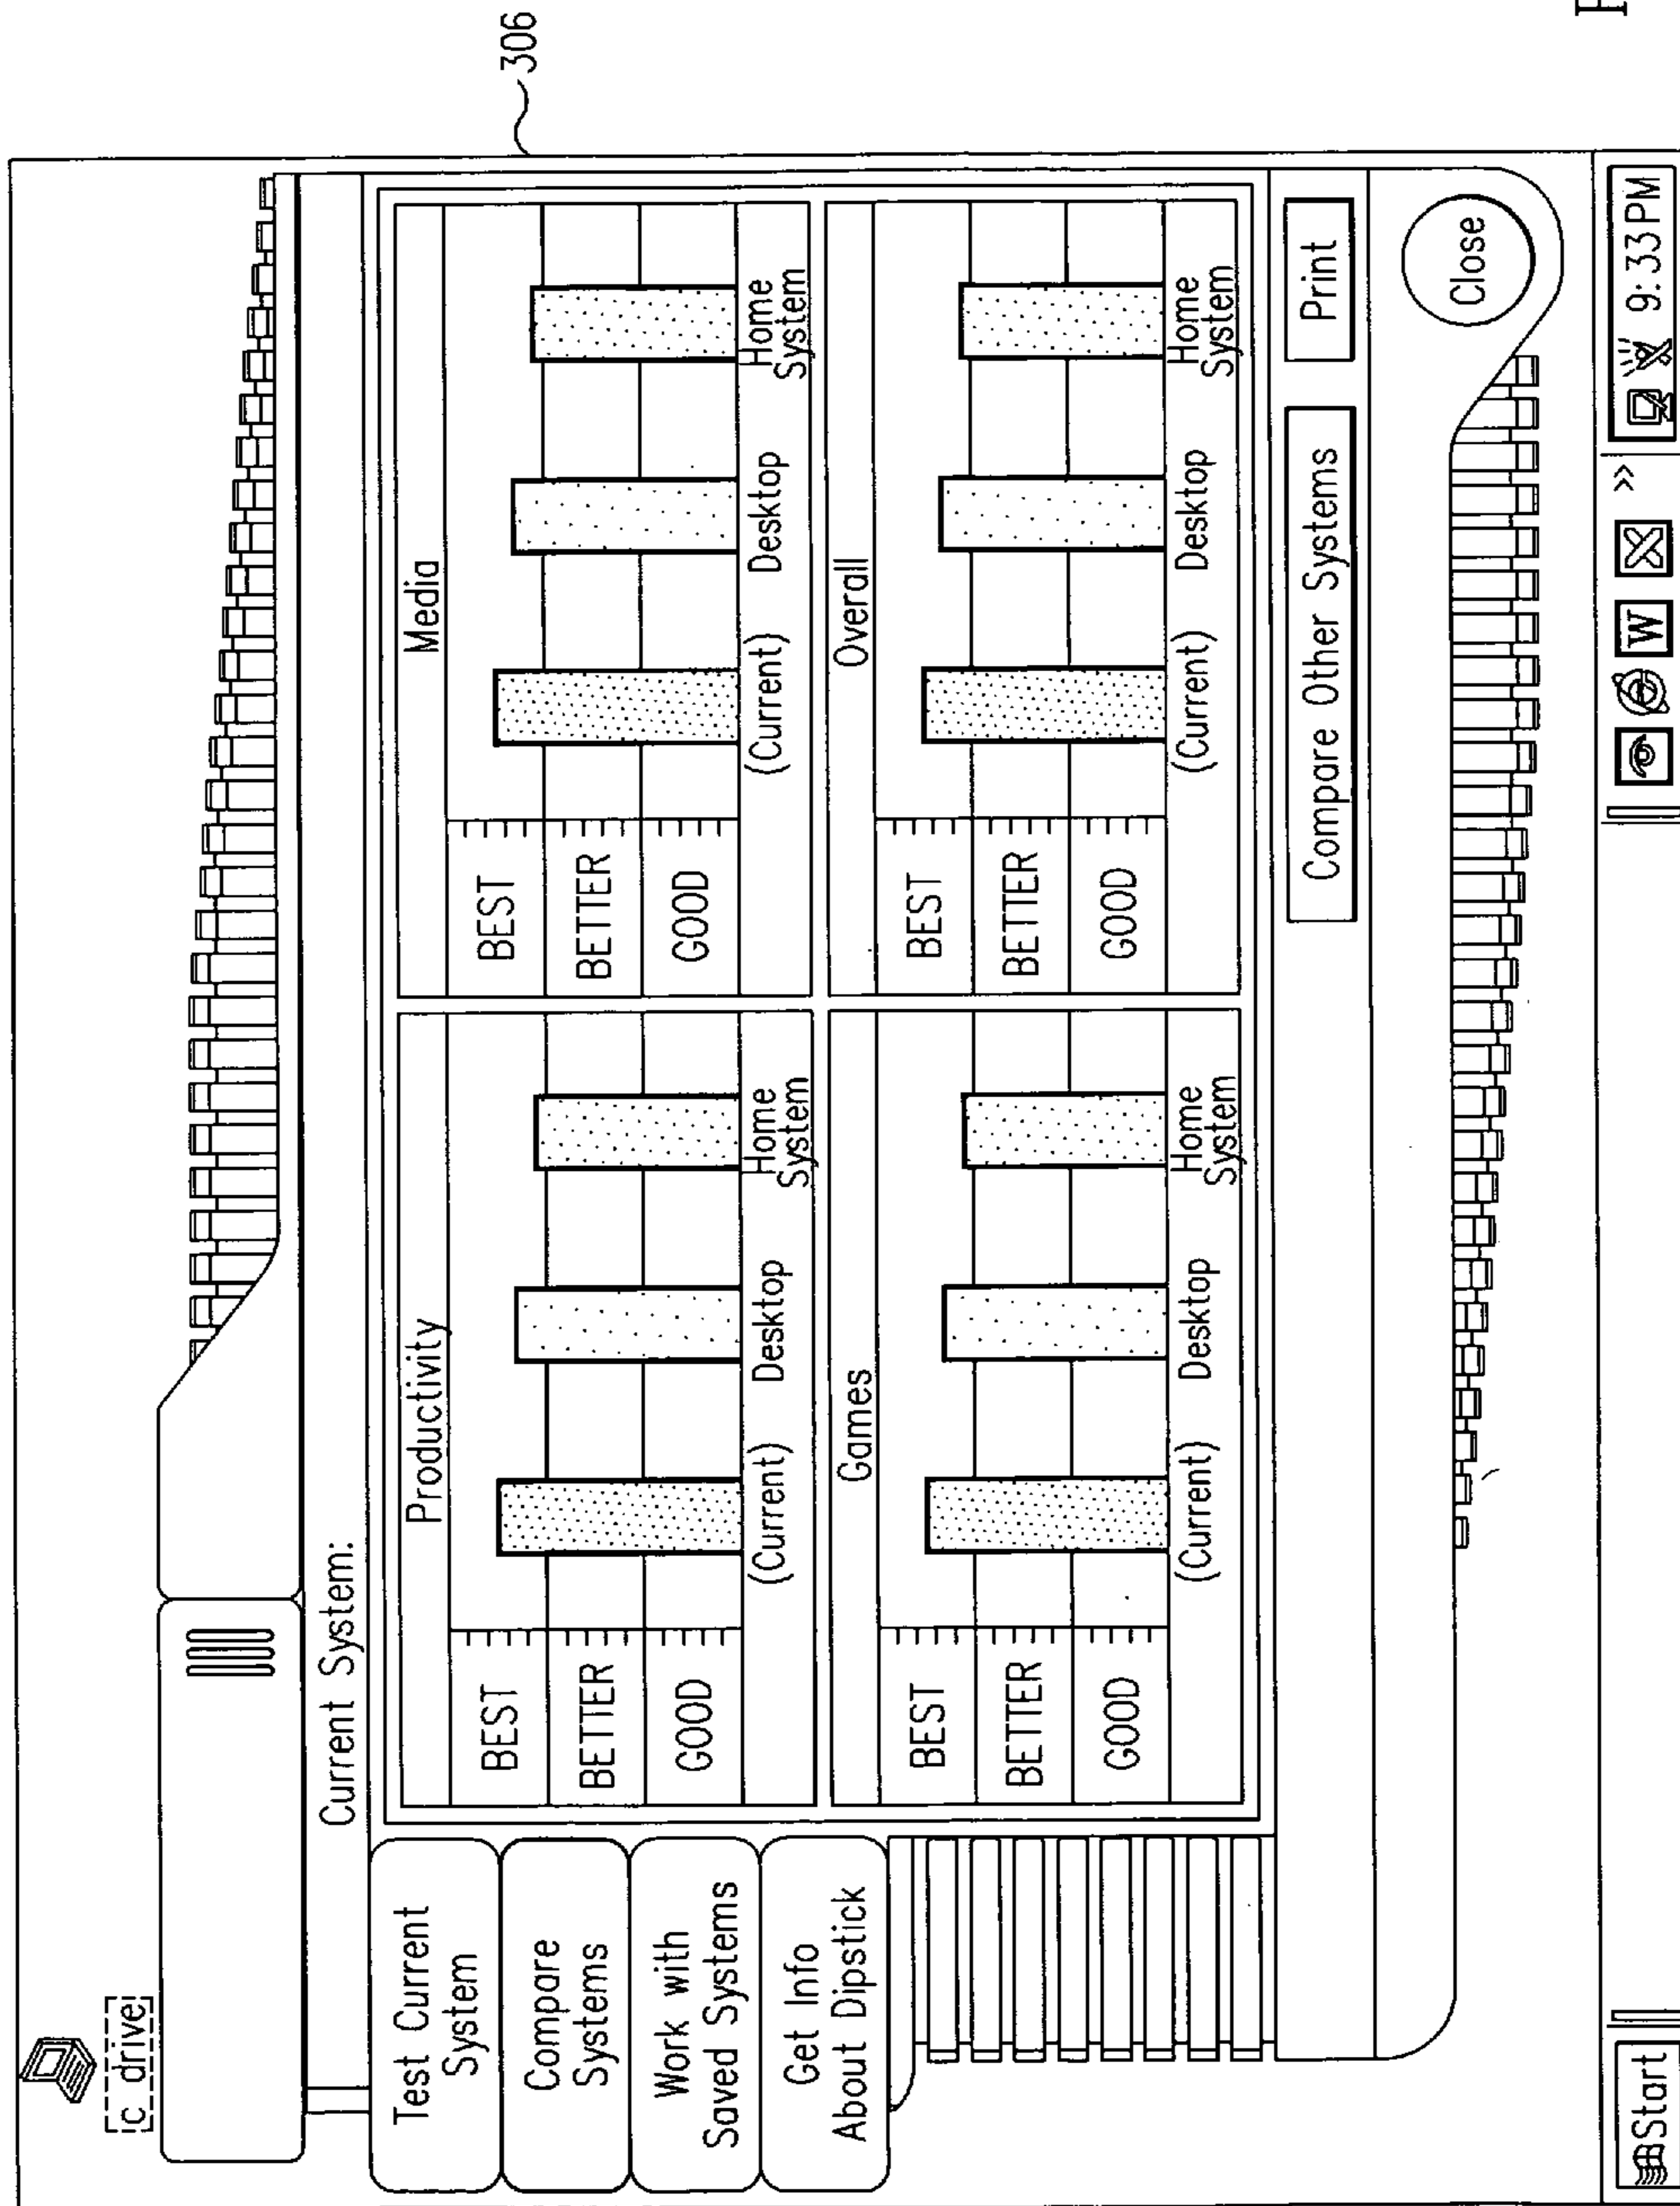 c drive
Current System:
Test Current
System
Compare
Systems
Work with
Saved Systems
Get Info
About Dipstick
Productivity
BEST
BETTER
GOOD
(Current)
Desktop
Home
System
Media
BEST
BETTER
GOOD
(Current)
Desktop
Home
System
Games
BEST
BETTER
GOOD
(Current)
Desktop
Home
System
Overall
BEST
BETTER
GOOD
(Current)
Desktop
Home
System
Compare Other Systems
Print
Close
Start
W
»
9:33PM
306